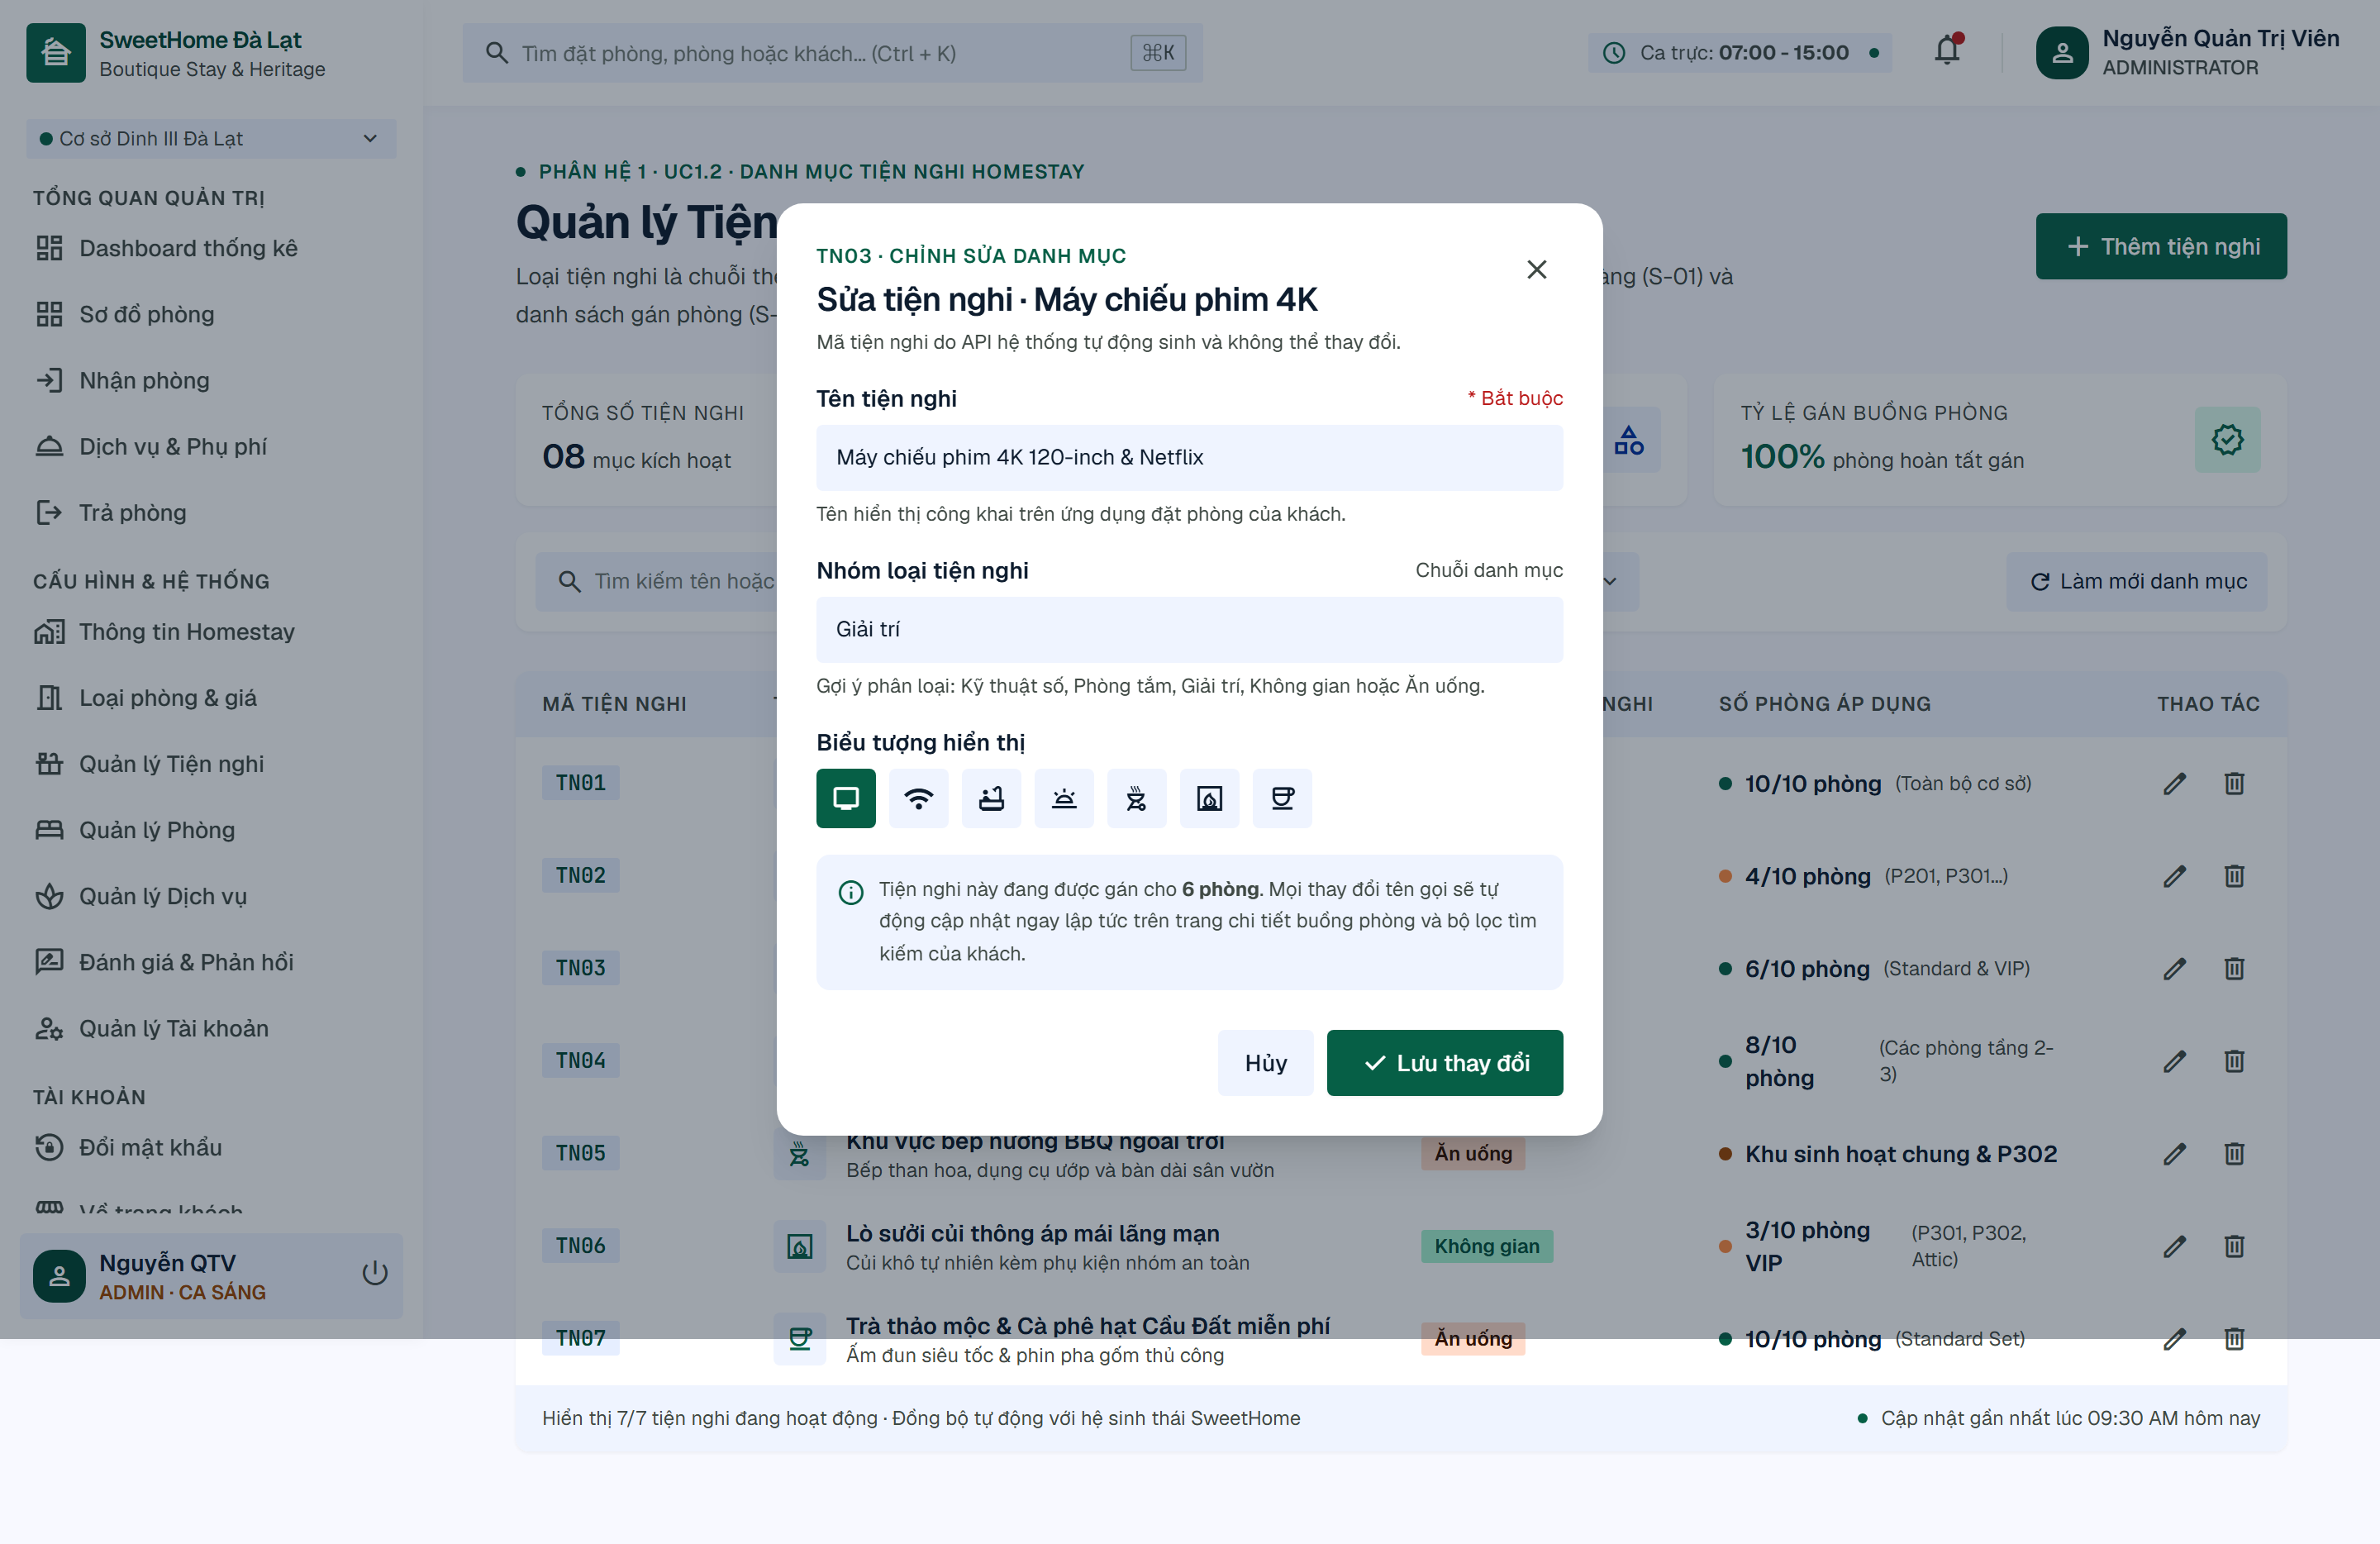 SweetHome Đà Lạt
Boutique Stay & Heritage
Tìm đặt phòng, phòng hoặc khách... (Ctrl + K)
⌘K
Ca trực: 07:00 - 15:00
Nguyễn Quản Trị Viên
ADMINISTRATOR
Cơ sở Dinh III Đà Lạt
TỔNG QUAN QUẢN TRỊ
Dashboard thống kê
Sơ đồ phòng
Nhận phòng
Dịch vụ & Phụ phí
Trả phòng
CẤU HÌNH & HỆ THỐNG
Thông tin Homestay
Loại phòng & giá
Quản lý Tiện nghi
Quản lý Phòng
Quản lý Dịch vụ
Đánh giá & Phản hồi
Quản lý Tài khoản
TÀI KHOẢN
Đổi mật khẩu
Về trang khách
Nguyễn QTV
ADMIN · CA SÁNG
PHÂN HỆ 1 · UC1.2 · DANH MỤC TIỆN NGHI HOMESTAY
Quản lý Tiện
Loại tiện nghi là chuỗi
(S-01) và
danh sách gán phòng (S-
Thêm tiện nghi
TỔNG SỐ TIỆN NGHI
08 mục kích hoạt
TỶ LỆ GÁN BUỒNG PHÒNG
100% phòng hoàn tất gán
Tìm kiếm tên hoặc
Làm mới danh mục
MÃ TIỆN NGHI
NGHI
SỐ PHÒNG ÁP DỤNG
THAO TÁC
TN01
10/10 phòng (Toàn bộ cơ sở)
TN02
4/10 phòng (P201, P301...)
TN03
6/10 phòng (Standard & VIP)
TN04
8/10 phòng
(Các phòng tầng 2-3)
TN05
Khu vực bếp nướng BBQ ngoài trời
Bếp than hoa, dụng cụ ướp và bàn dài sân vườn
Ăn uống
Khu sinh hoạt chung & P302
TN06
Lò sưởi củi thông áp mái lãng mạn
Củi khô tự nhiên kèm phụ kiện nhóm an toàn
Không gian
3/10 phòng VIP
(P301, P302, Attic)
TN07
Trà thảo mộc & Cà phê hạt Cầu Đất miễn phí
Ấm đun siêu tốc & phin pha gốm thủ công
Ăn uống
10/10 phòng (Standard Set)
Hiển thị 7/7 tiện nghi đang hoạt động · Đồng bộ tự động với hệ sinh thái SweetHome
Cập nhật gần nhất lúc 09:30 AM hôm nay
TN03 · CHỈNH SỬA DANH MỤC
Sửa tiện nghi · Máy chiếu phim 4K
Mã tiện nghi do API hệ thống tự động sinh và không thể thay đổi.
Tên tiện nghi
* Bắt buộc
Máy chiếu phim 4K 120-inch & Netflix
Tên hiển thị công khai trên ứng dụng đặt phòng của khách.
Nhóm loại tiện nghi
Chuỗi danh mục
Giải trí
Gợi ý phân loại: Kỹ thuật số, Phòng tắm, Giải trí, Không gian hoặc Ăn uống.
Biểu tượng hiển thị
Tiện nghi này đang được gán cho 6 phòng. Mọi thay đổi tên gọi sẽ tự
động cập nhật ngay lập tức trên trang chi tiết buồng phòng và bộ lọc tìm
kiếm của khách.
Hủy
Lưu thay đổi